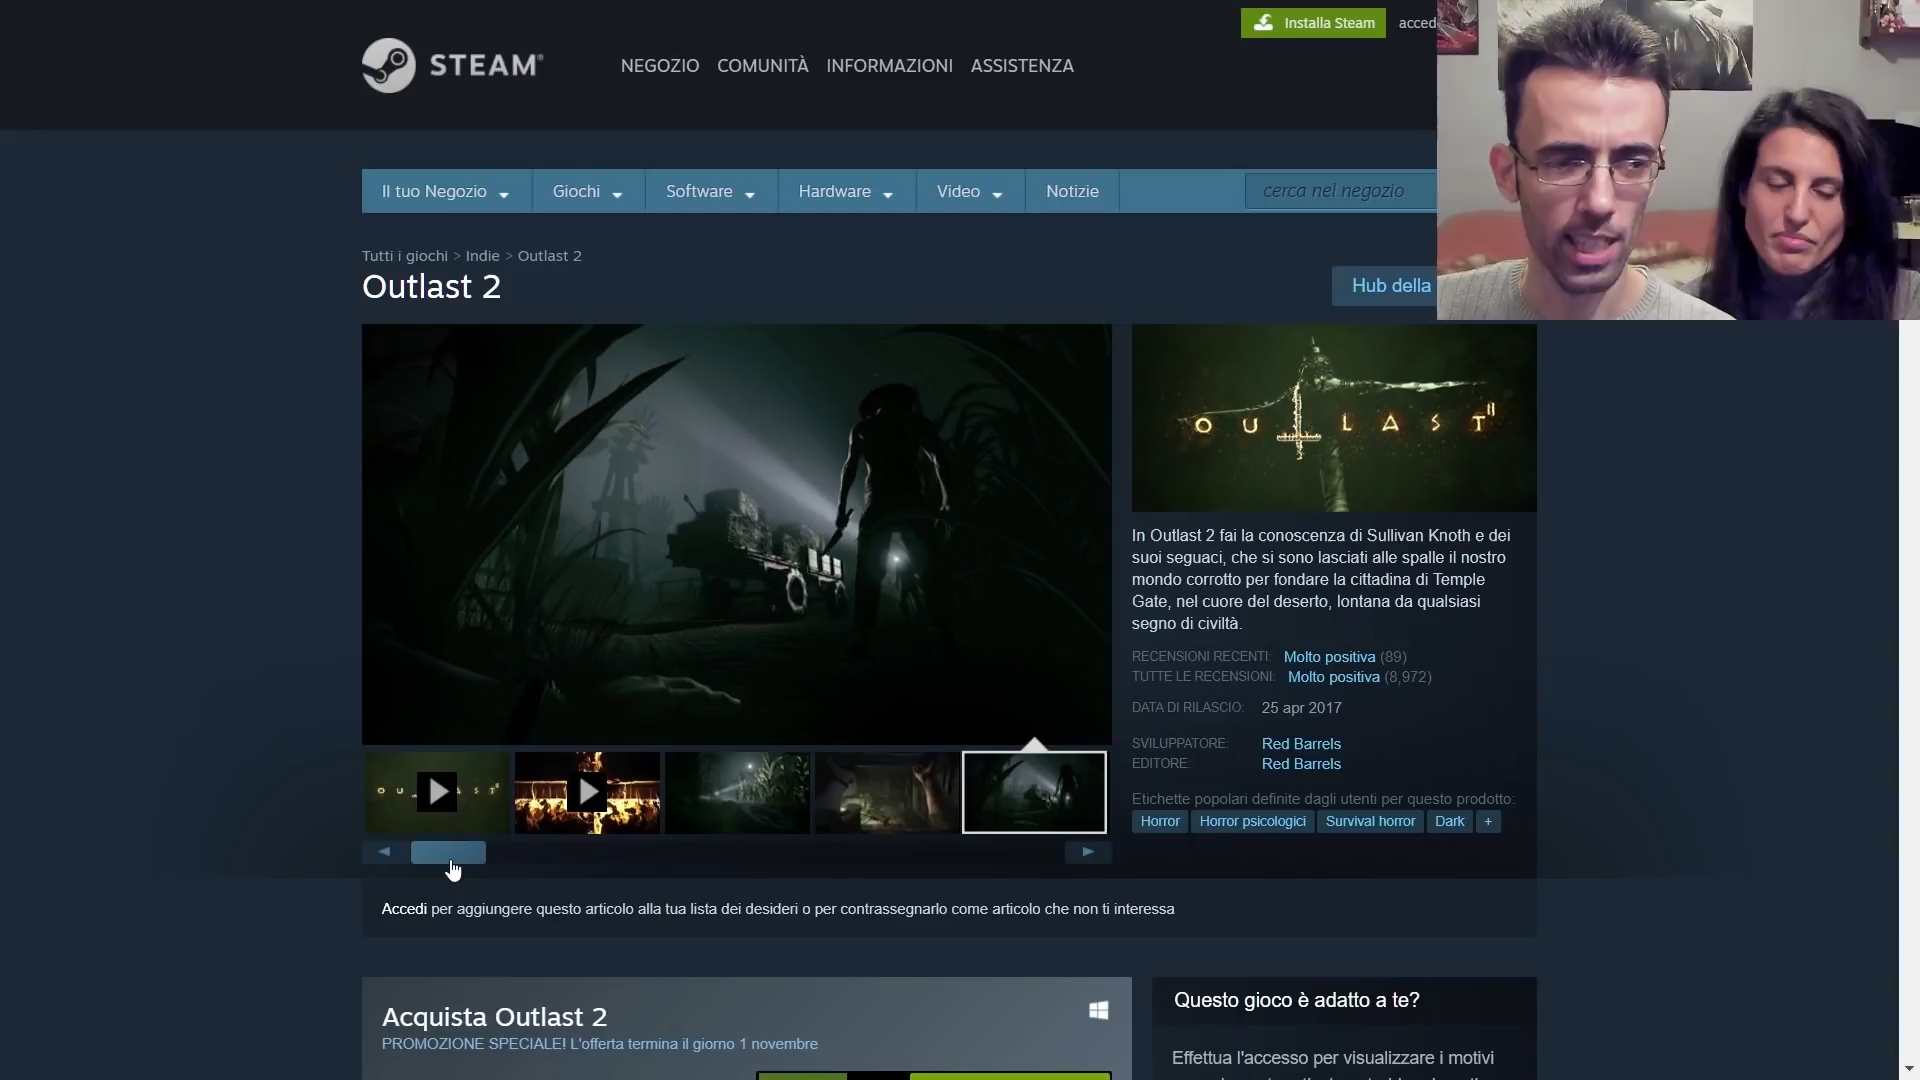 Installa Steam
acced
STEAM®
NEGOZIO COMUNITÀ INFORMAZIONI ASSISTENZA
Il tuo Negozio Giochi Software Hardware Video Notizie
cerca nel negozio
Tutti i giochi > Indie > Outlast 2
Outlast 2
Hub della
OUTLAST II
In Outlast 2 fai la conoscenza di Sullivan Knoth e dei
suoi seguaci, che si sono lasciati alle spalle il nostro
mondo corrotto per fondare la cittadina di Temple
Gate, nel cuore del deserto, lontana da qualsiasi
segno di civiltà.
RECENSIONI RECENTI: Molto positiva (89)
TUTTE LE RECENSIONI: Molto positiva (8,972)
DATA DI RILASCIO: 25 apr 2017
SVILUPPATORE: Red Barrels
EDITORE: Red Barrels
Etichette popolari definite dagli utenti per questo prodotto:
Horror Horror psicologici Survival horror Dark +
Accedi per aggiungere questo articolo alla tua lista dei desideri o per contrassegnarlo come articolo che non ti interessa
Acquista Outlast 2
PROMOZIONE SPECIALE! L'offerta termina il giorno 1 novembre
Questo gioco è adatto a te?
Effettua l'accesso per visualizzare i motivi